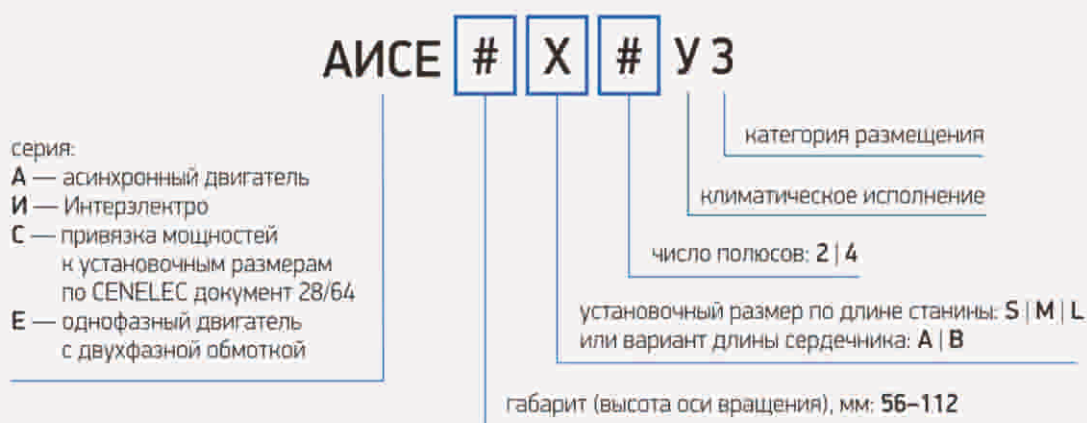 АИСЕ # Х # У 3
серия:
А — асинхронный двигатель
И — Интерэлектро
С — привязка мощностей
к установочным размерам
по CENELEC документ 28/64
Е — однофазный двигатель
с двухфазной обмоткой
категория размещения
климатическое исполнение
число полюсов: 2 | 4
установочный размер по длине станины: S | M | L
или вариант длины сердечника: A | B
габарит (высота оси вращения), мм: 56–112